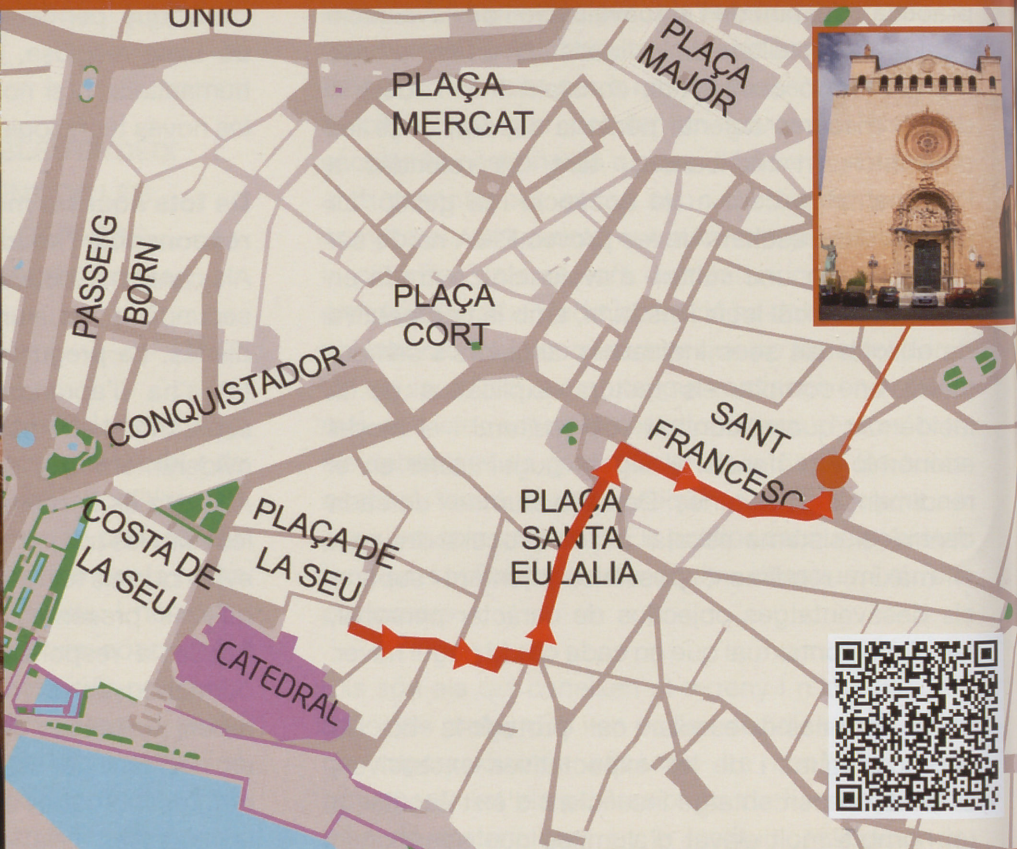 UNIO
PLAÇA
MAJOR
PLAÇA
MERCAT
PASSEIG
BORN
PLAÇA
CORT
CONQUISTADOR
SANT
FRANCESC
COSTA DE
LA SEU
PLAÇA DE
LA SEU
PLAÇA
SANTA
EULALIA
CATEDRAL